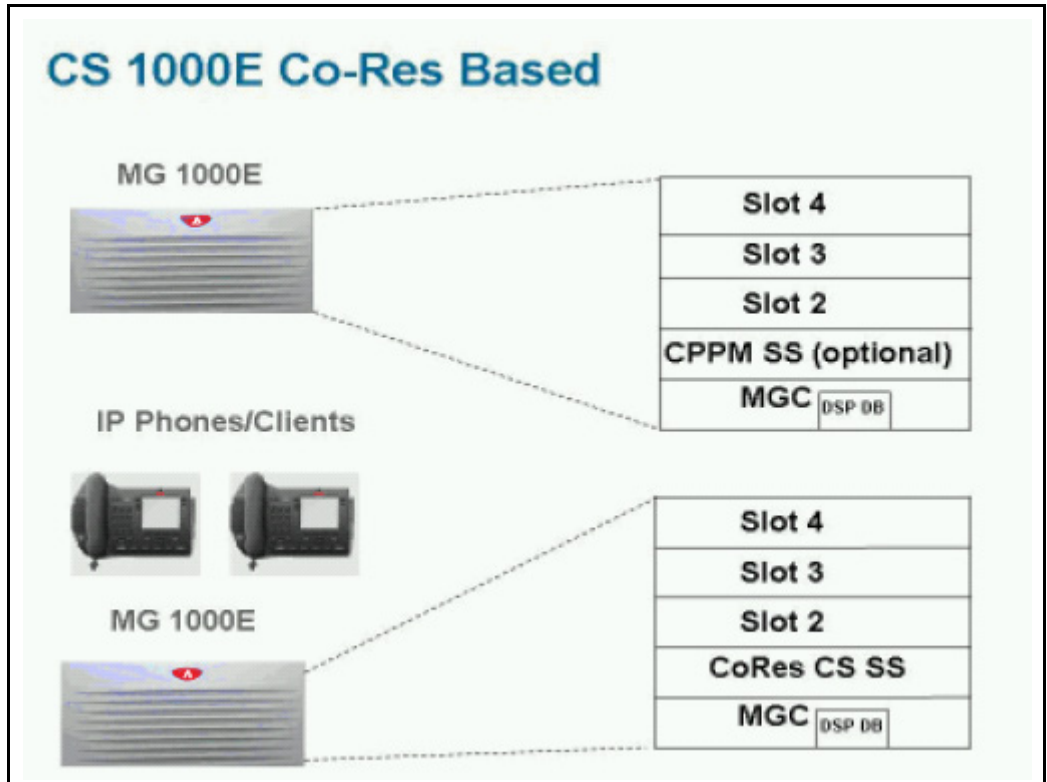 CS 1000E Co-Res Based
MG 1000E
Slot 4
Slot 3
Slot 2
CPPM SS (optional)
MGC DSP DB
IP Phones/Clients
MG 1000E
Slot 4
Slot 3
Slot 2
CoRes CS SS
MGC DSP DB